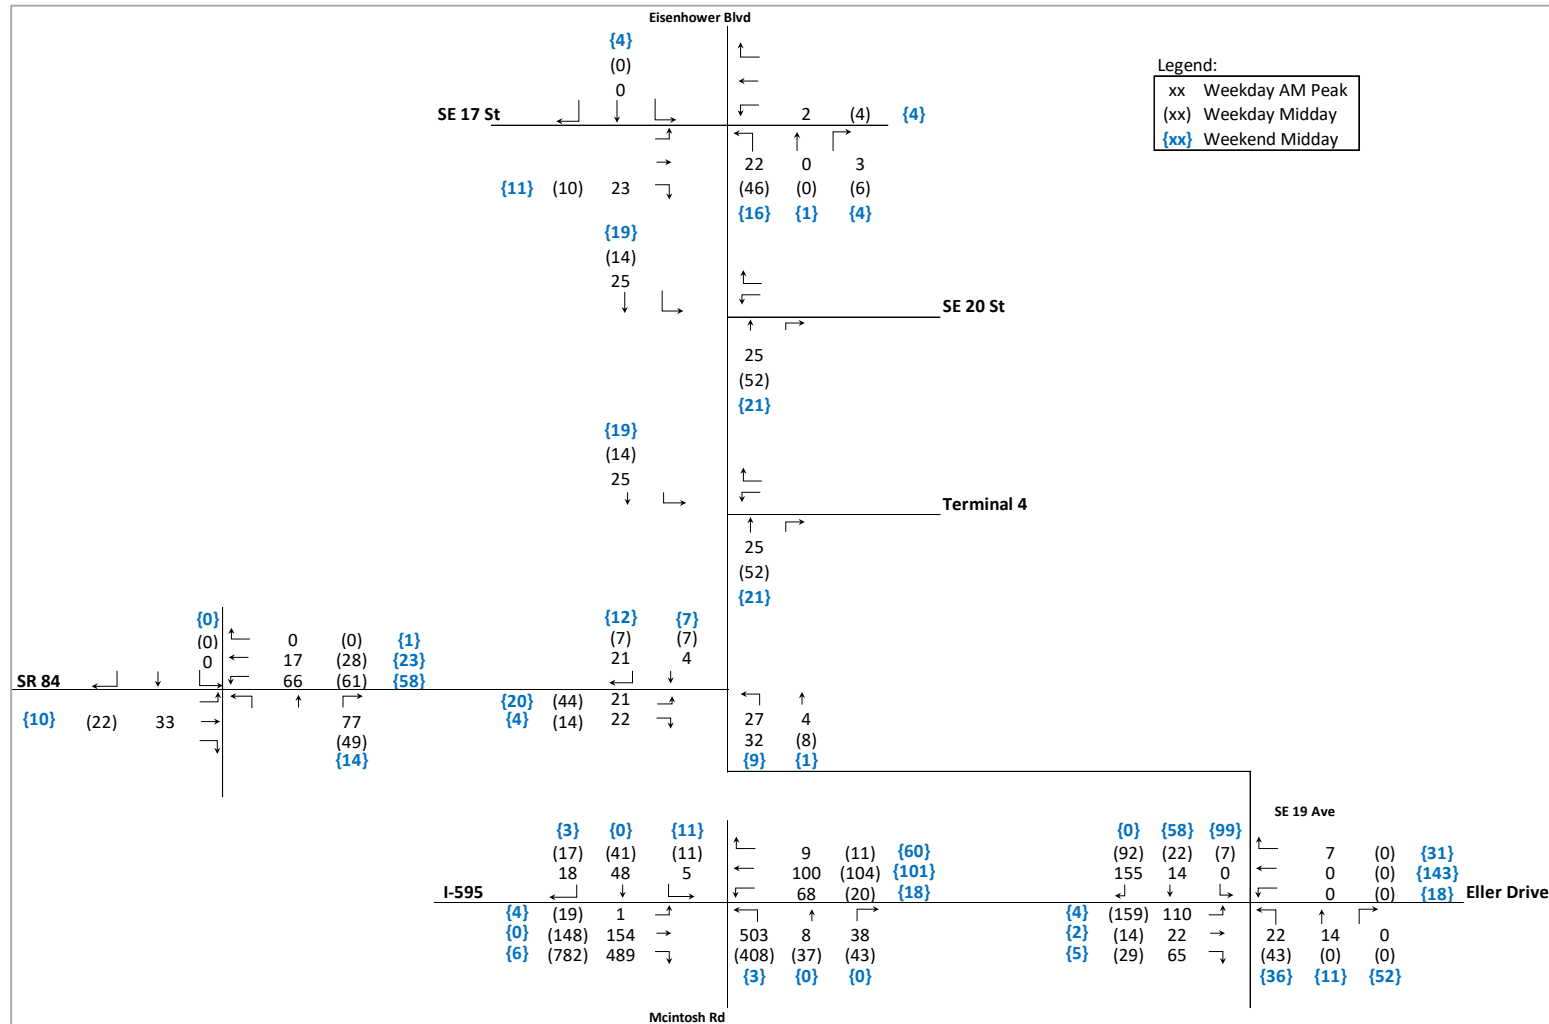 Eisenhower Blvd
{4}
(0)
0
Legend:
xx Weekday AM Peak
(xx) Weekday Midday
{xx} Weekend Midday
SE 17 St
2 (4) {4}
22 0 3
{11} (10) 23 (46) (0) (6)
{16} {1} {4}
{19}
(14)
25
SE 20 St
25
(52)
{21}
{19}
(14)
25
Terminal 4
25
(52)
{21}
{0} {12} {7}
(0) 0 (0) {1} (7) (7)
0 17 (28) {23} 21 4
SR 84 66 (61) {58}
{20} (44) 21
{10} (22) 33 77 {4} (14) 22 27 4
(49) 32 (8)
{14} {9} {1}
SE 19 Ave
{3} {0} {11} {0} {58} {99}
(17) (41) (11) 9 (11) {60} (92) (22) (7) 7 (0) {31}
18 48 5 100 (104) {101} 155 14 0 0 (0) {143}
I-595 68 (20) {18} 0 (0) {18} Eller Drive
{4} (19) 1 {4} (159) 110
{0} (148) 154 503 8 38 {2} (14) 22 22 14 0
{6} (782) 489 (408) (37) (43) {5} (29) 65 (43) (0) (0)
{3} {0} {0} {36} {11} {52}
Mcintosh Rd